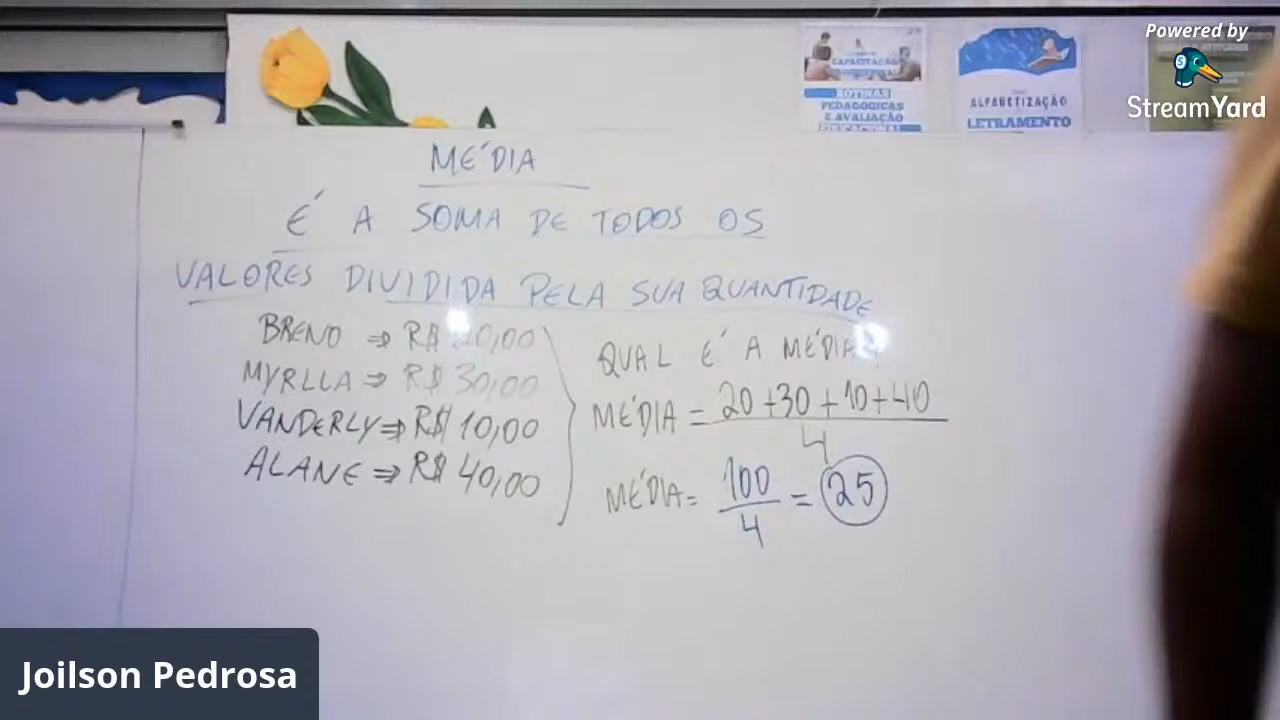 Powered by
StreamYard
CAPACITAÇÃO
ROTINAS
PEDAGÓGICAS
E AVALIAÇÃO
EDUCACIONAL
ALFABETIZAÇÃO
LETRAMENTO
MÉDIA
É A SOMA DE TODOS OS
VALORES DIVIDIDA PELA SUA QUANTIDADE
BRENO ⇒ R$ 20,00
MYRLLA ⇒ R$ 30,00
VANDERLY ⇒ R$ 10,00
ALANE ⇒ R$ 40,00
QUAL É A MÉDIA?
MÉDIA = 20+30+10+40
4
MÉDIA = 100 = 25
4
Joilson Pedrosa